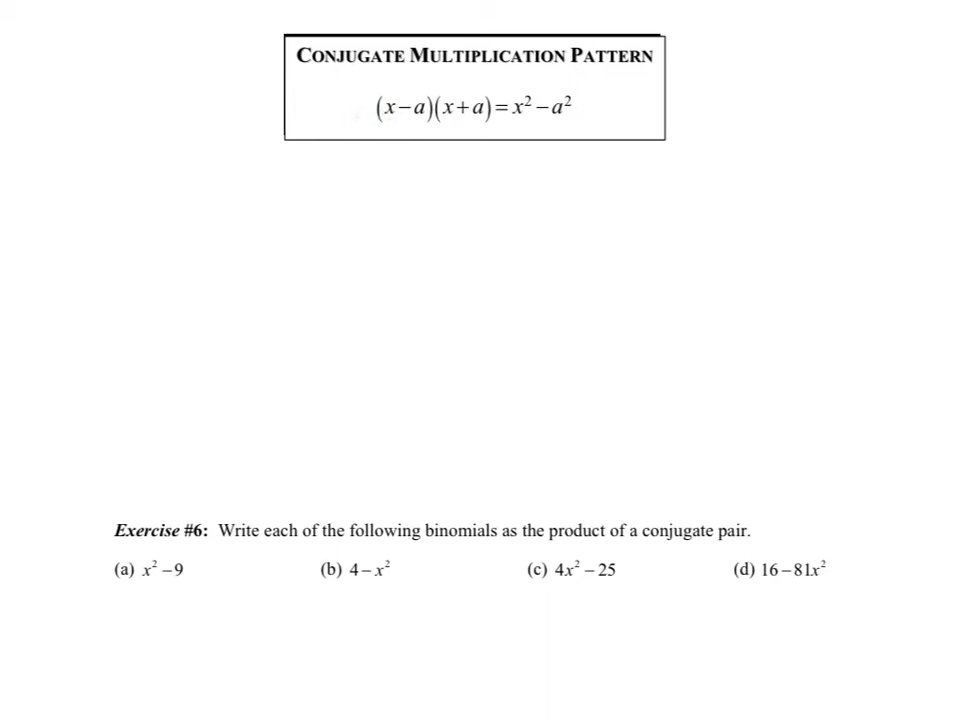 CONJUGATE MULTIPLICATION PATTERN
(x−a)(x+a)=x²−a²
Exercise #6: Write each of the following binomials as the product of a conjugate pair.
(a) x²−9 (b) 4−x² (c) 4x²−25 (d) 16−81x²